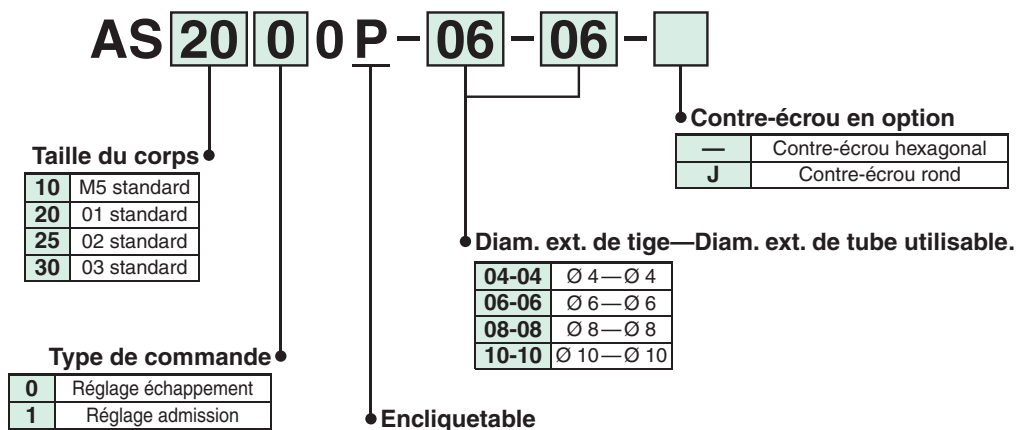 AS 20 0 0 P - 06 - 06 -
Contre-écrou en option
— Contre-écrou hexagonal
J Contre-écrou rond
Taille du corps
10 M5 standard
20 01 standard
25 02 standard
30 03 standard
Diam. ext. de tige—Diam. ext. de tube utilisable.
04-04 Ø 4—Ø 4
06-06 Ø 6—Ø 6
08-08 Ø 8—Ø 8
10-10 Ø 10—Ø 10
Type de commande
0 Réglage échappement
1 Réglage admission
Encliquetable